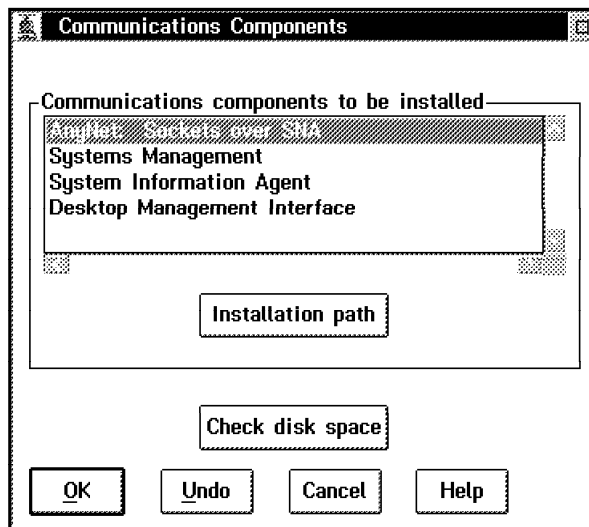 Communications Components
Communications components to be installed
AnyNet: Sockets over SNA
Systems Management
System Information Agent
Desktop Management Interface
Installation path
Check disk space
OK
Undo
Cancel
Help